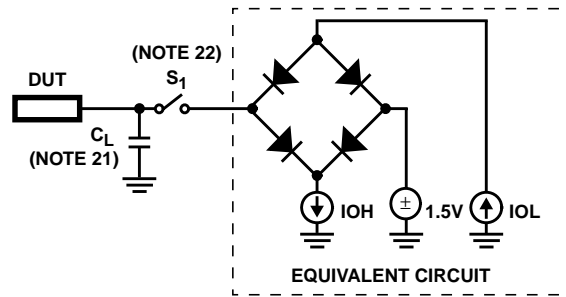 (NOTE 22)
DUT
S1
CL
(NOTE 21)
IOH
±
1.5V
IOL
EQUIVALENT CIRCUIT